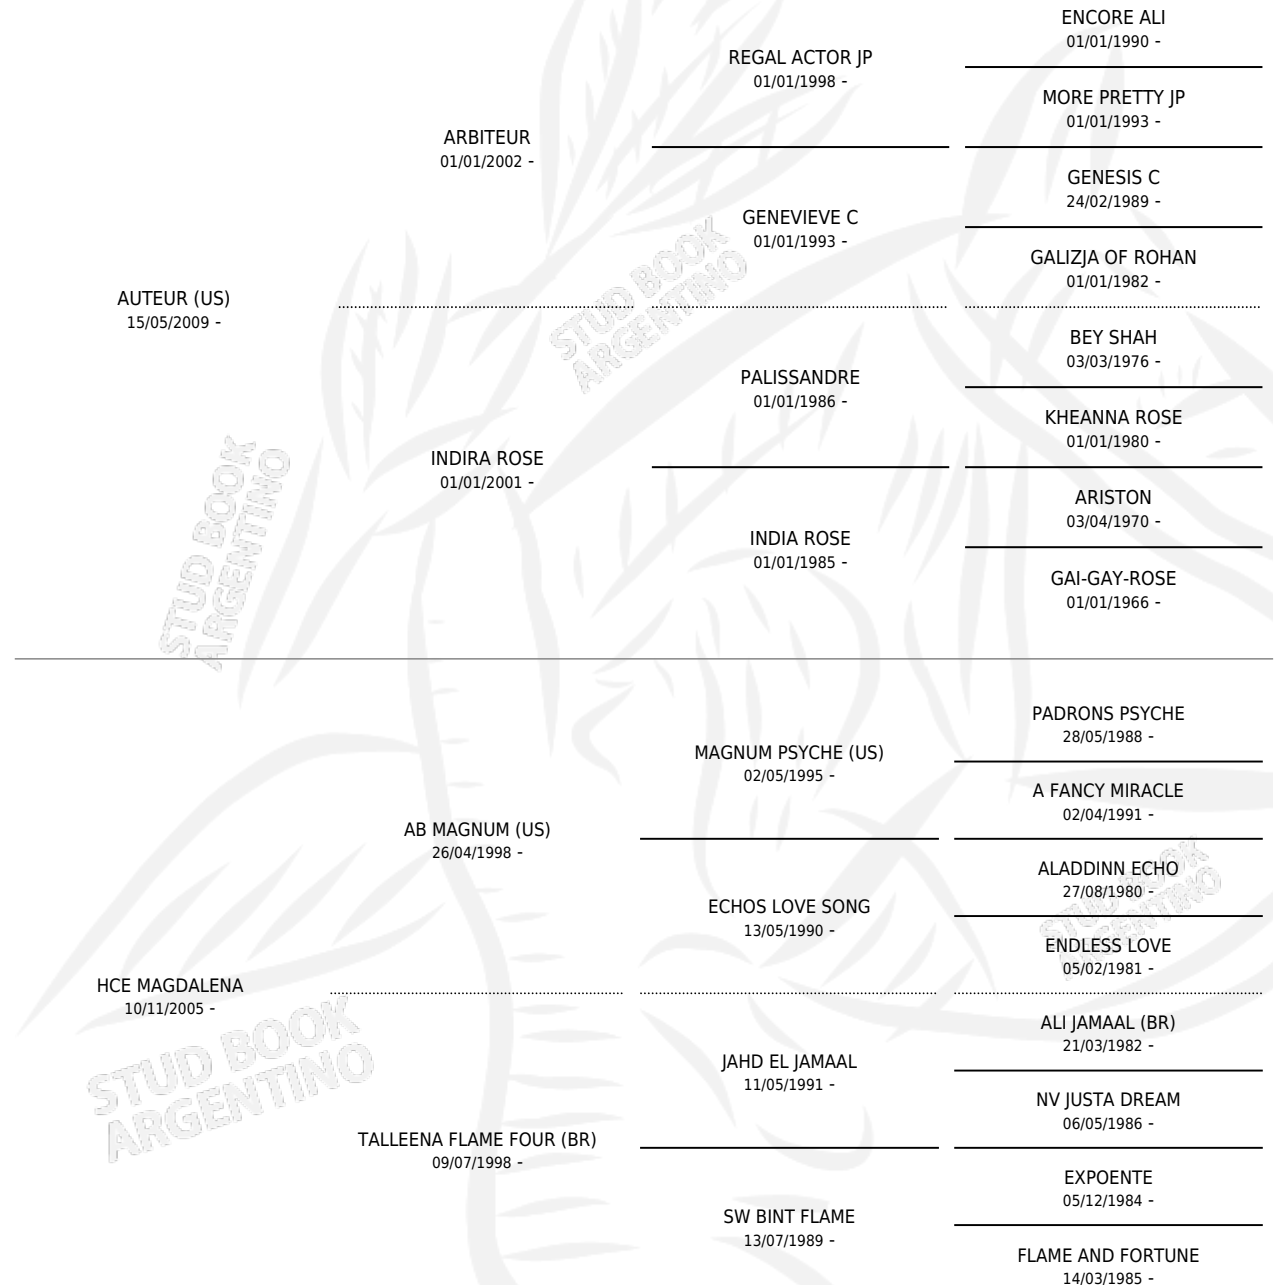 ENCORE ALI
01/01/1990 -
REGAL ACTOR JP
01/01/1998 -
MORE PRETTY JP
01/01/1993 -
ARBITEUR
01/01/2002 -
GENESIS C
24/02/1989 -
GENEVIEVE C
01/01/1993 -
GALIZJA OF ROHAN
01/01/1982 -
AUTEUR (US)
15/05/2009 -
STUD BOOK
ARGENTINO
BEY SHAH
03/03/1976 -
PALISSANDRE
01/01/1986 -
KHEANNA ROSE
01/01/1980 -
INDIRA ROSE
01/01/2001 -
ARISTON
03/04/1970 -
INDIA ROSE
01/01/1985 -
GAI-GAY-ROSE
01/01/1966 -
STUD BOOK
ARGENTINO
PADRONS PSYCHE
28/05/1988 -
MAGNUM PSYCHE (US)
02/05/1995 -
A FANCY MIRACLE
02/04/1991 -
AB MAGNUM (US)
26/04/1998 -
ALADDINN ECHO
27/08/1980 -
ECHOS LOVE SONG
13/05/1990 -
STUD BOOK
ARGENTINO
ENDLESS LOVE
05/02/1981 -
HCE MAGDALENA
10/11/2005 -
STUD BOOK
ARGENTINO
ALI JAMAAL (BR)
21/03/1982 -
JAHD EL JAMAAL
11/05/1991 -
NV JUSTA DREAM
06/05/1986 -
TALLEENA FLAME FOUR (BR)
09/07/1998 -
EXPOENTE
05/12/1984 -
SW BINT FLAME
13/07/1989 -
FLAME AND FORTUNE
14/03/1985 -